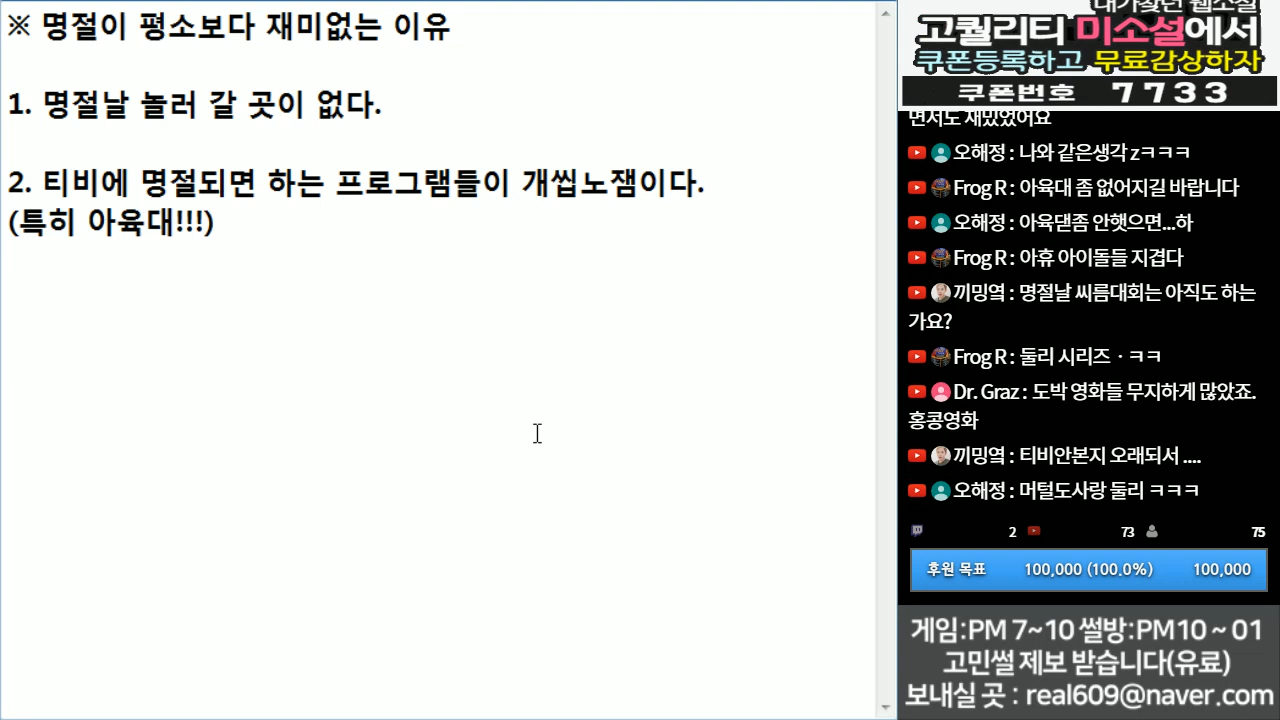 ※ 명절이 평소보다 재미없는 이유
1. 명절날 놀러 갈 곳이 없다.
2. 티비에 명절되면 하는 프로그램들이 개씹노잼이다.
(특히 아육대!!!)
고퀄리티 미소설에서
쿠폰등록하고 무료감상하자
쿠폰번호 7733
면서도 재밌었어요
오해정 : 나와 같은생각 zㅋㅋㅋ
Frog R : 아육대 좀 없어지길 바랍니다
오해정 : 아육댄좀 안햇으면...하
Frog R : 아휴 아이돌들 지겹다
끼밍옄 : 명절날 씨름대회는 아직도 하는
가요?
Frog R : 둘리 시리즈ㆍㅋㅋ
Dr. Graz : 도박 영화들 무지하게 많았죠.
홍콩영화
끼밍옄 : 티비안본지 오래되서 ....
오해정 : 머털도사랑 둘리 ㅋㅋㅋ
2 73 75
후원 목표 100,000 (100.0%) 100,000
게임:PM 7~10 썰방:PM10 ~ 01
고민썰 제보 받습니다(유료)
보내실 곳 : real609@naver.com